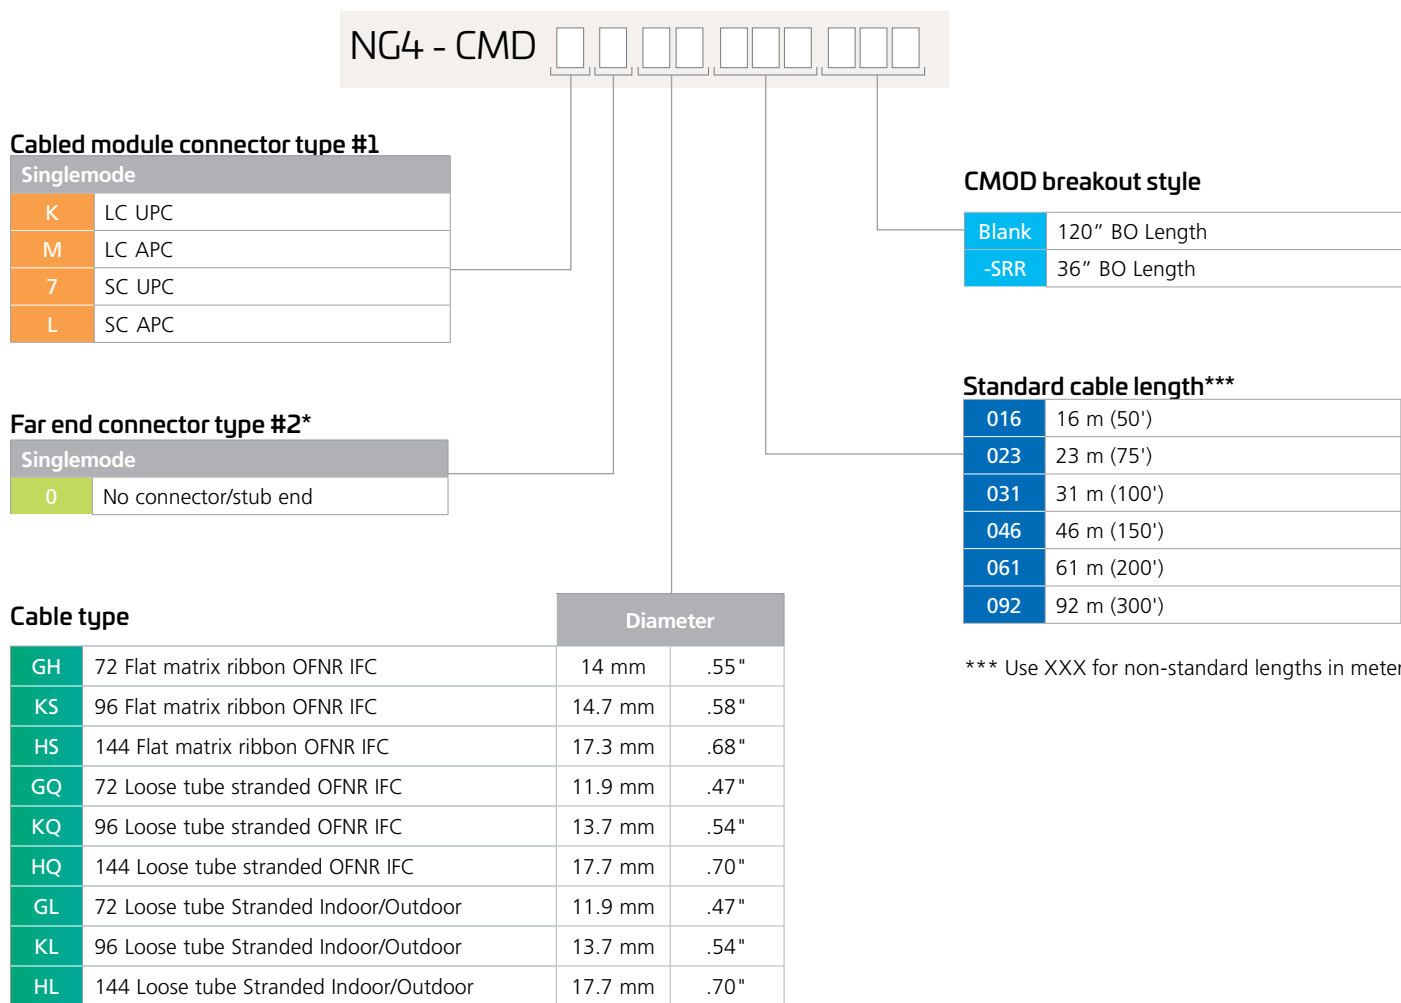 NG4 - CMD
Cabled module connector type #1
Singlemode
K LC UPC
M LC APC
7 SC UPC
L SC APC
Far end connector type #2*
Singlemode
0 No connector/stub end
Cable type Diameter
GH 72 Flat matrix ribbon OFNR IFC 14 mm .55"
KS 96 Flat matrix ribbon OFNR IFC 14.7 mm .58"
HS 144 Flat matrix ribbon OFNR IFC 17.3 mm .68"
GQ 72 Loose tube stranded OFNR IFC 11.9 mm .47"
KQ 96 Loose tube stranded OFNR IFC 13.7 mm .54"
HQ 144 Loose tube stranded OFNR IFC 17.7 mm .70"
GL 72 Loose tube Stranded Indoor/Outdoor 11.9 mm .47"
KL 96 Loose tube Stranded Indoor/Outdoor 13.7 mm .54"
HL 144 Loose tube Stranded Indoor/Outdoor 17.7 mm .70"
CMOD breakout style
Blank 120” BO Length
-SRR 36” BO Length
Standard cable length***
016 16 m (50')
023 23 m (75')
031 31 m (100')
046 46 m (150')
061 61 m (200')
092 92 m (300')
*** Use XXX for non-standard lengths in meter